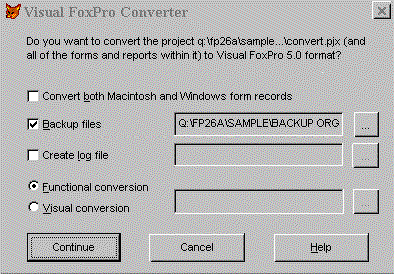 Visual FoxPro Converter
Do you want to convert the project q:\fp26a\sample...\convert.pjx (and
all of the forms and reports within it) to Visual FoxPro 5.0 format?
Convert both Macintosh and Windows form records
Backup files
Q:\FP26A\SAMPLE\BACKUP ORG
...
Create log file
...
Functional conversion
Visual conversion
...
Continue
Cancel
Help